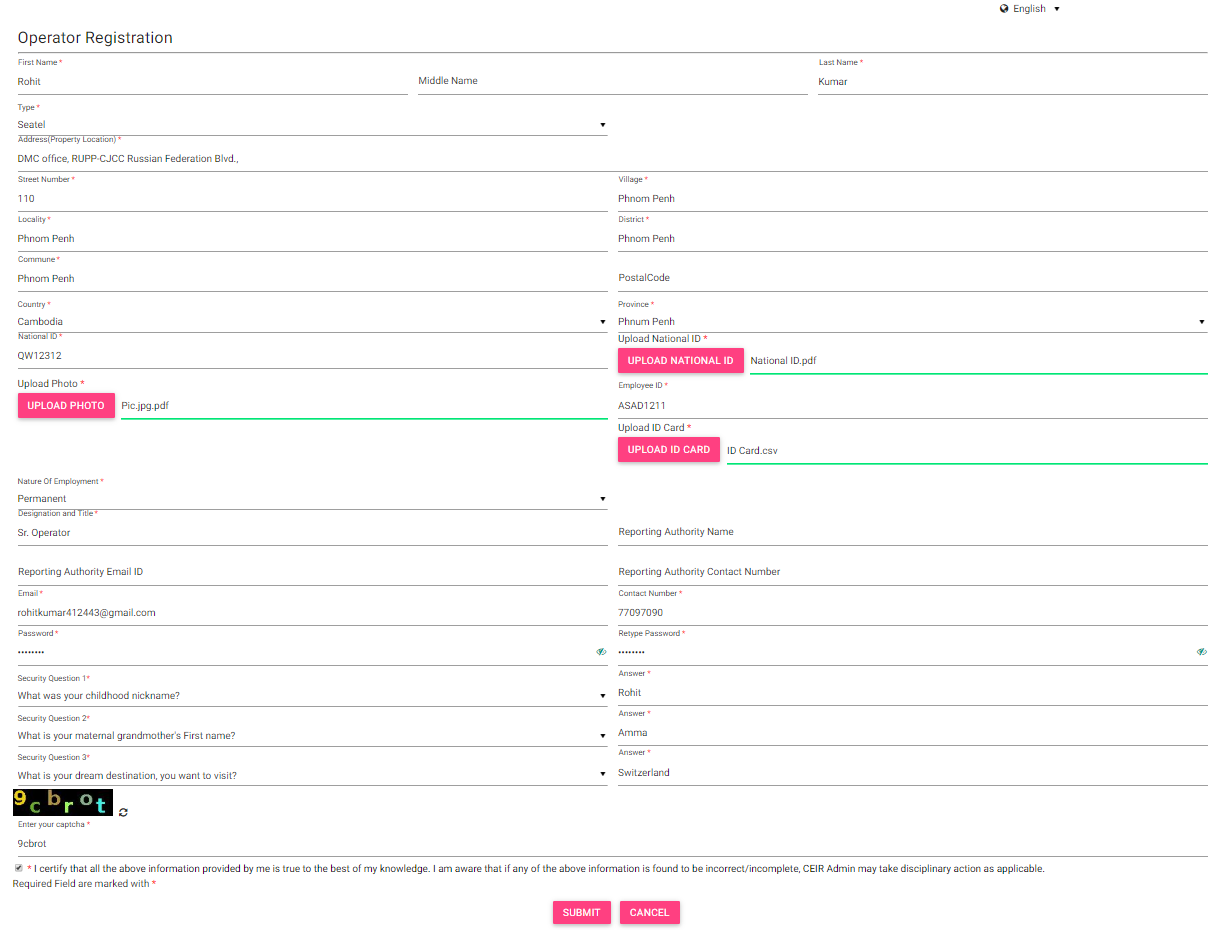 English
Operator Registration
First Name *
Last Name *
Rohit
Middle Name
Kumar
Type *
Seatel
Address(Property Location) *
DMC office, RUPP-CJCC Russian Federation Blvd.,
Street Number *
Village *
110
Phnom Penh
Locality *
District *
Phnom Penh
Phnom Penh
Commune *
Phnom Penh
PostalCode
Country *
Province *
Cambodia
Phnum Penh
National ID *
Upload National ID *
QW12312
UPLOAD NATIONAL ID
National ID.pdf
Upload Photo *
Employee ID *
UPLOAD PHOTO
Pic.jpg.pdf
ASAD1211
Upload ID Card *
UPLOAD ID CARD
ID Card.csv
Nature Of Employment *
Permanent
Designation and Title *
Sr. Operator
Reporting Authority Name
Reporting Authority Email ID
Reporting Authority Contact Number
Email *
Contact Number *
rohitkumar412443@gmail.com
77097090
Password *
Retype Password *
••••••••
••••••••
Security Question 1*
Answer *
What was your childhood nickname?
Rohit
Security Question 2*
Answer *
What is your maternal grandmother's First name?
Amma
Security Question 3*
Answer *
What is your dream destination, you want to visit?
Switzerland
9cbrot
Enter your captcha *
9cbrot
* I certify that all the above information provided by me is true to the best of my knowledge. I am aware that if any of the above information is found to be incorrect/incomplete, CEIR Admin may take disciplinary action as applicable.
Required Field are marked with *
SUBMIT
CANCEL